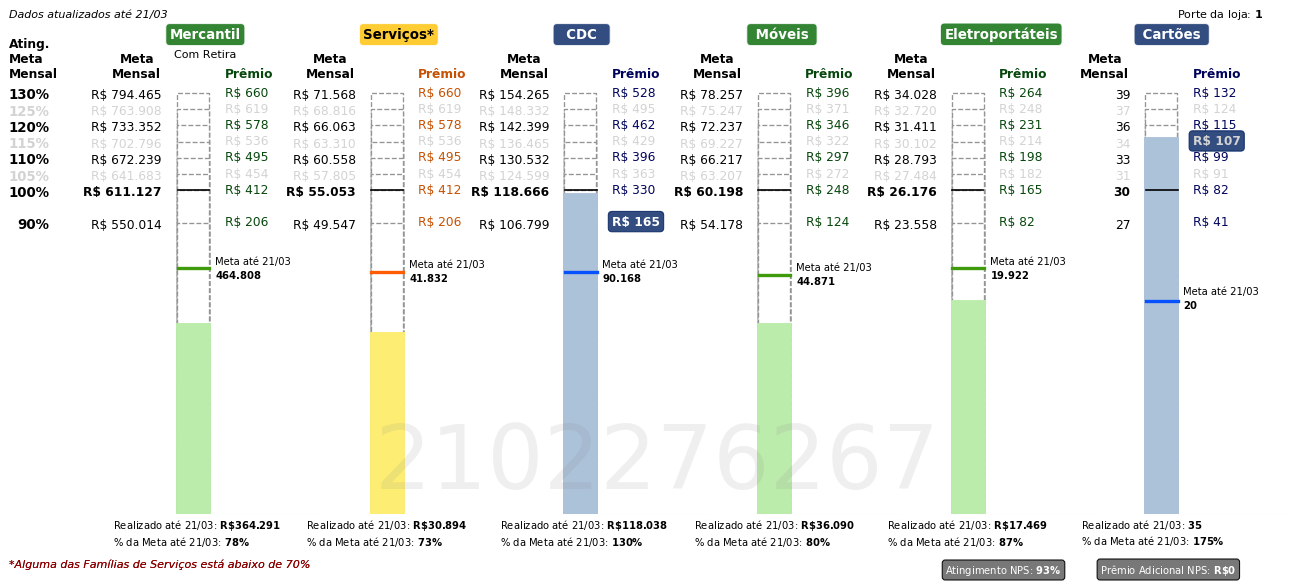 Dados atualizados até 21/03 Porte da loja: 1
Mercantil Serviços* CDC Móveis Eletroportáteis Cartões
Com Retira
Ating. Meta Mensal Meta Mensal Prêmio Meta Mensal Prêmio Meta Mensal Prêmio Meta Mensal Prêmio Meta Mensal Prêmio Meta Mensal Prêmio
130% R$ 794.465 R$ 660 R$ 71.568 R$ 660 R$ 154.265 R$ 528 R$ 78.257 R$ 396 R$ 34.028 R$ 264 39 R$ 132
125% R$ 763.908 R$ 619 R$ 68.816 R$ 619 R$ 148.332 R$ 495 R$ 75.247 R$ 371 R$ 32.720 R$ 248 37 R$ 124
120% R$ 733.352 R$ 578 R$ 66.063 R$ 578 R$ 142.399 R$ 462 R$ 72.237 R$ 346 R$ 31.411 R$ 231 36 R$ 115
115% R$ 702.796 R$ 536 R$ 63.310 R$ 536 R$ 136.465 R$ 429 R$ 69.227 R$ 322 R$ 30.102 R$ 214 34 R$ 107
110% R$ 672.239 R$ 495 R$ 60.558 R$ 495 R$ 130.532 R$ 396 R$ 66.217 R$ 297 R$ 28.793 R$ 198 33 R$ 99
105% R$ 641.683 R$ 454 R$ 57.805 R$ 454 R$ 124.599 R$ 363 R$ 63.207 R$ 272 R$ 27.484 R$ 182 31 R$ 91
100% R$ 611.127 R$ 412 R$ 55.053 R$ 412 R$ 118.666 R$ 330 R$ 60.198 R$ 248 R$ 26.176 R$ 165 30 R$ 82
90% R$ 550.014 R$ 206 R$ 49.547 R$ 206 R$ 106.799 R$ 165 R$ 54.178 R$ 124 R$ 23.558 R$ 82 27 R$ 41
Meta até 21/03 Meta até 21/03 Meta até 21/03 Meta até 21/03 Meta até 21/03 Meta até 21/03
464.808 41.832 90.168 44.871 19.922 20
2102276267
Realizado até 21/03: R$364.291 Realizado até 21/03: R$30.894 Realizado até 21/03: R$118.038 Realizado até 21/03: R$36.090 Realizado até 21/03: R$17.469 Realizado até 21/03: 35
% da Meta até 21/03: 78% % da Meta até 21/03: 73% % da Meta até 21/03: 130% % da Meta até 21/03: 80% % da Meta até 21/03: 87% % da Meta até 21/03: 175%
*Alguma das Famílias de Serviços está abaixo de 70% Atingimento NPS: 93% Prêmio Adicional NPS: R$0